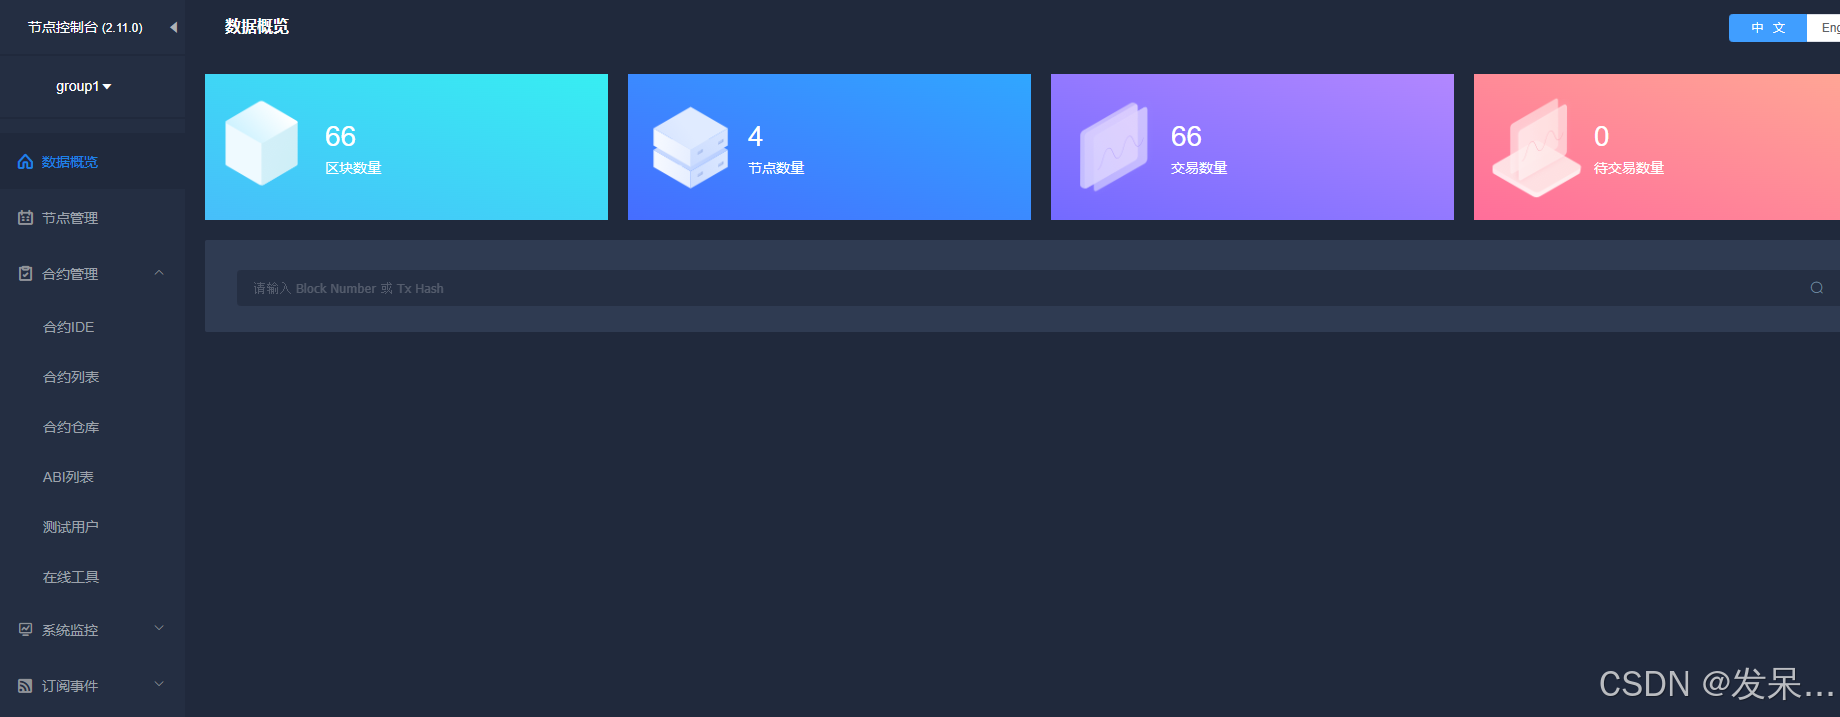 节点控制台 (2.11.0)
group1
数据概览
节点管理
合约管理
合约IDE
合约列表
合约仓库
ABI列表
测试用户
在线工具
系统监控
订阅事件
数据概览
中 文
Eng
66
区块数量
4
节点数量
66
交易数量
0
待交易数量
请输入 Block Number 或 Tx Hash
CSDN @发呆...